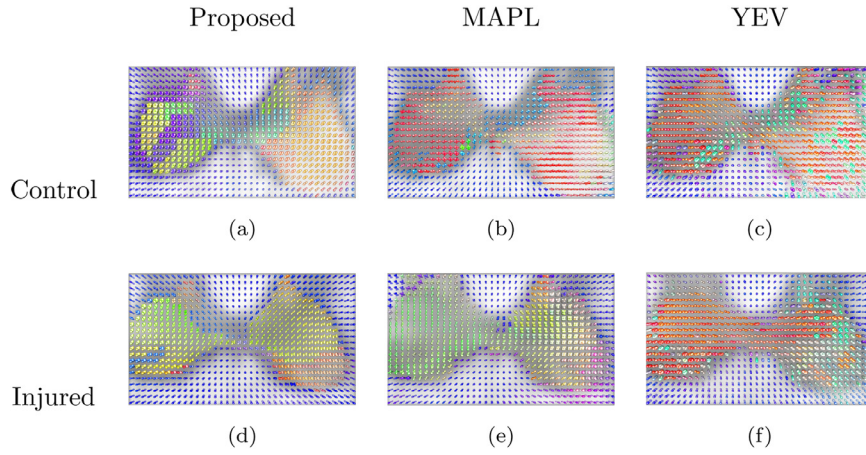 Proposed MAPL YEV
Control
(a) (b) (c)
Injured
(d) (e) (f)